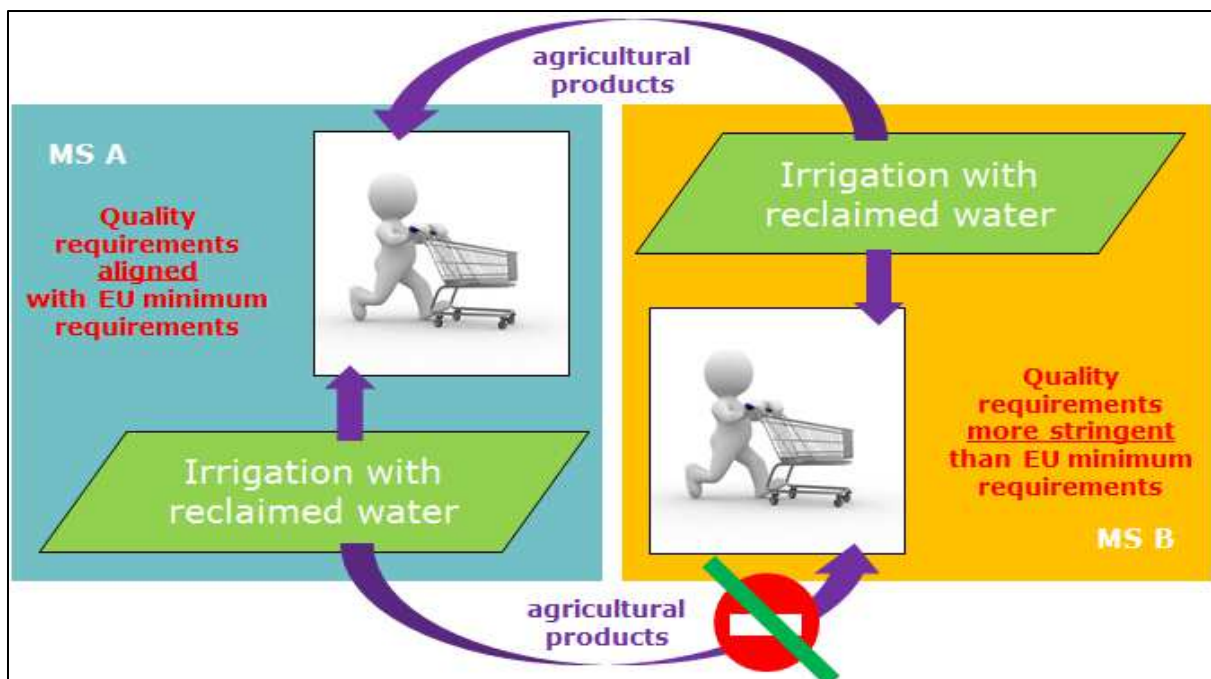 agricultural
products
MS A
Quality
requirements
aligned
with EU minimum
requirements
Irrigation with
reclaimed water
Irrigation with
reclaimed water
Quality
requirements
more stringent
than EU minimum
requirements
MS B
agricultural
products